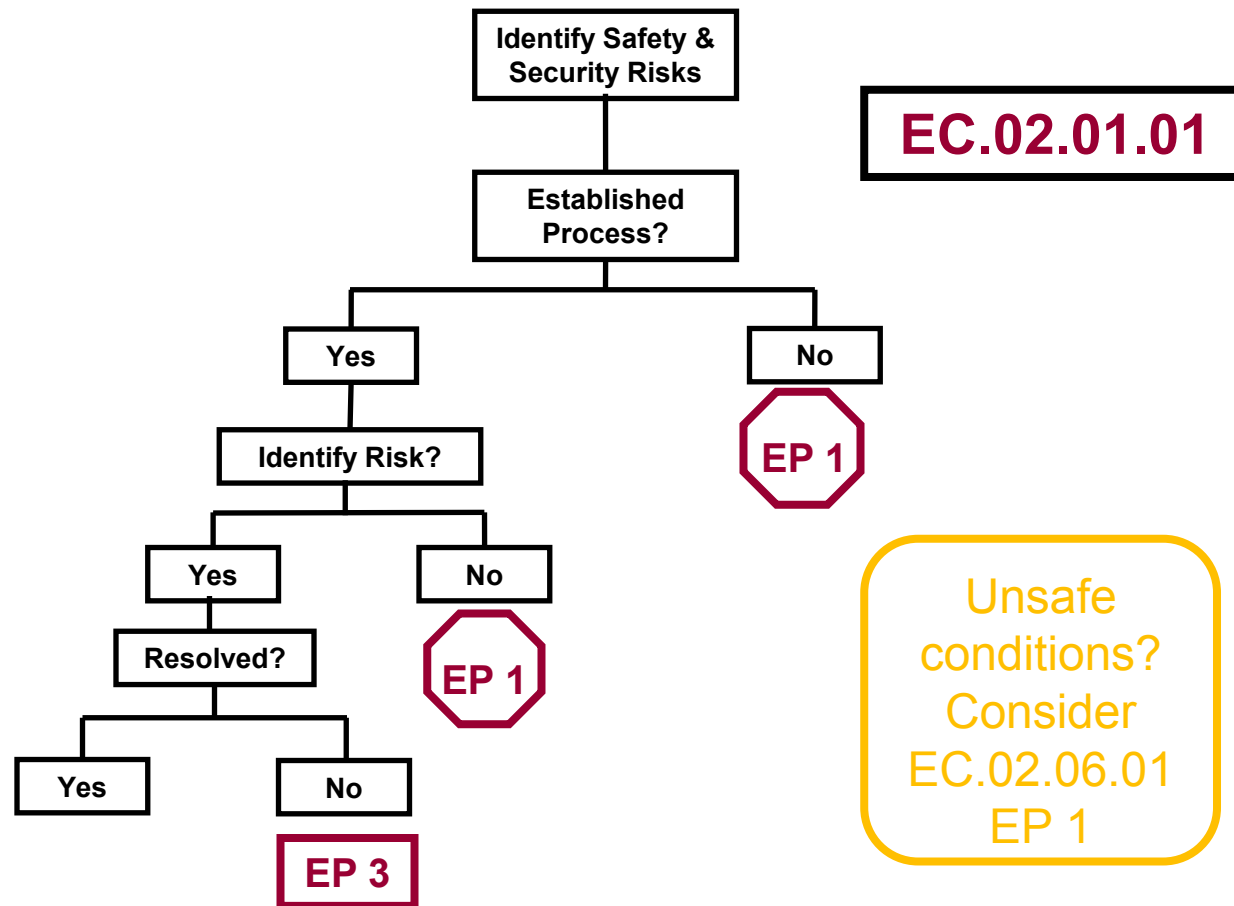 Identify Safety &
Security Risks
EC.02.01.01
Established
Process?
Yes
No
EP 1
Identify Risk?
Yes
No
EP 1
Resolved?
Yes
No
EP 3
Unsafe
conditions?
Consider
EC.02.06.01
EP 1